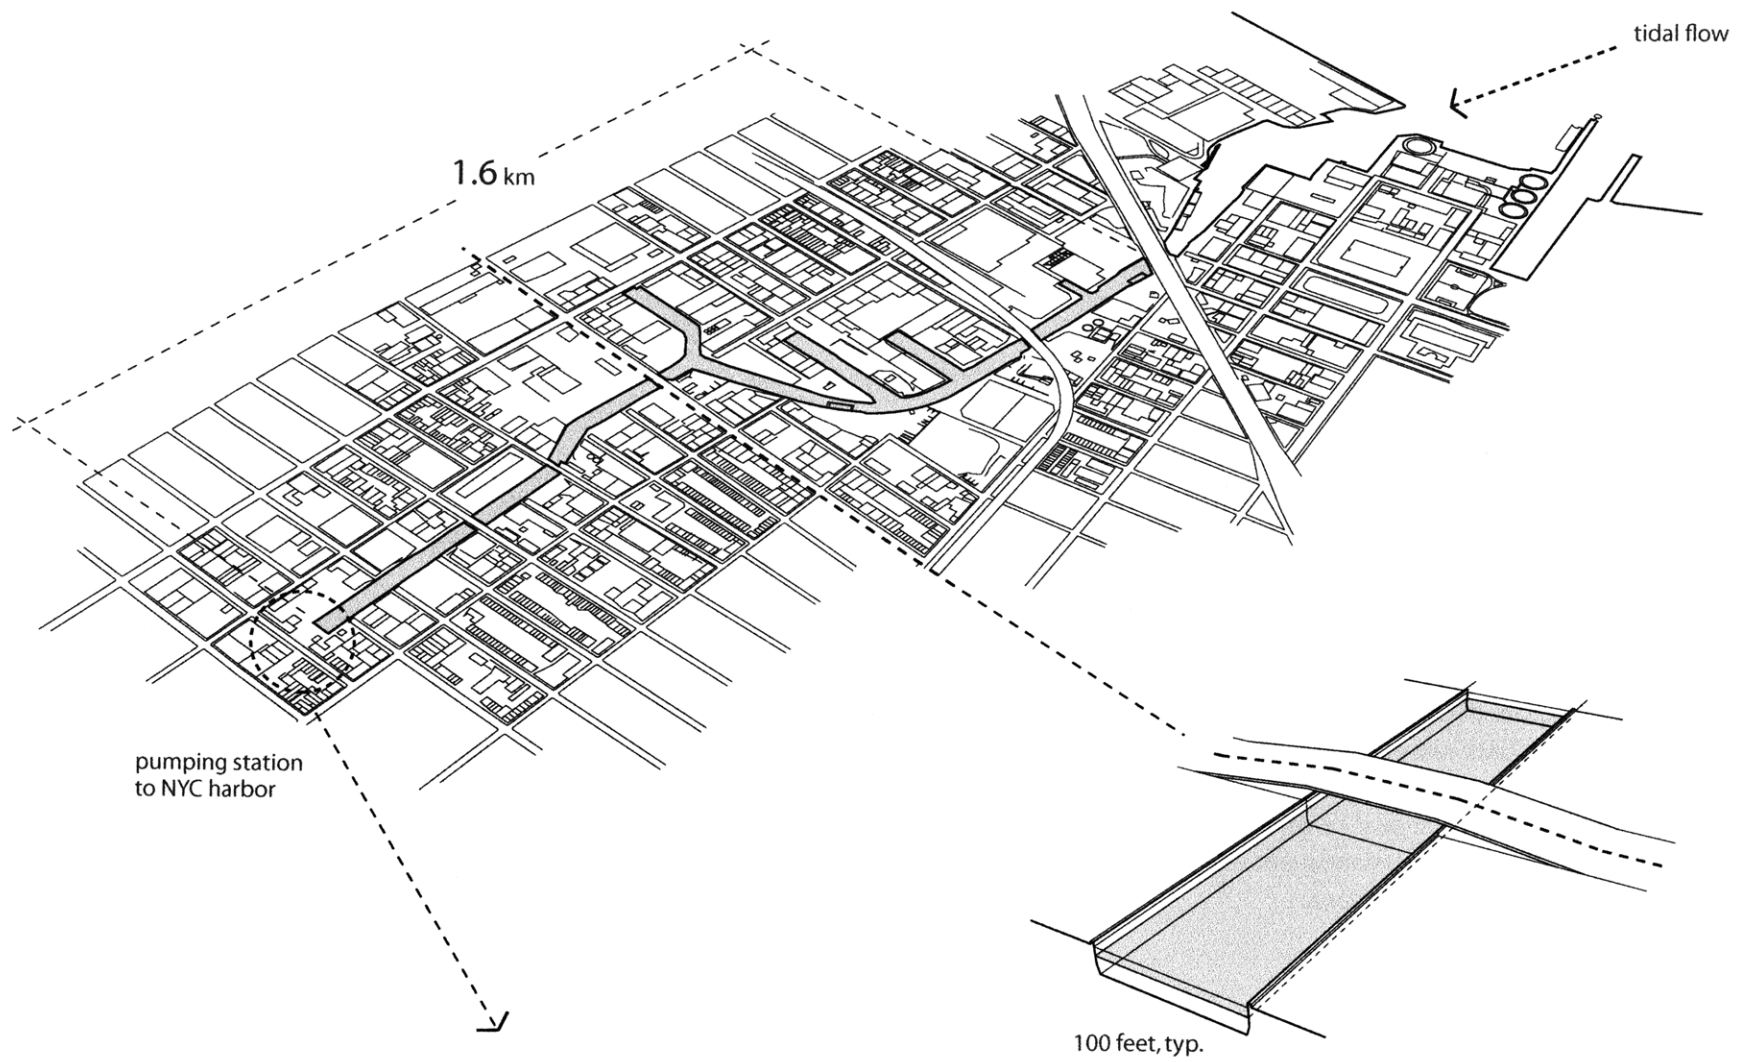 tidal flow
1.6 km
pumping station
to NYC harbor
100 feet, typ.